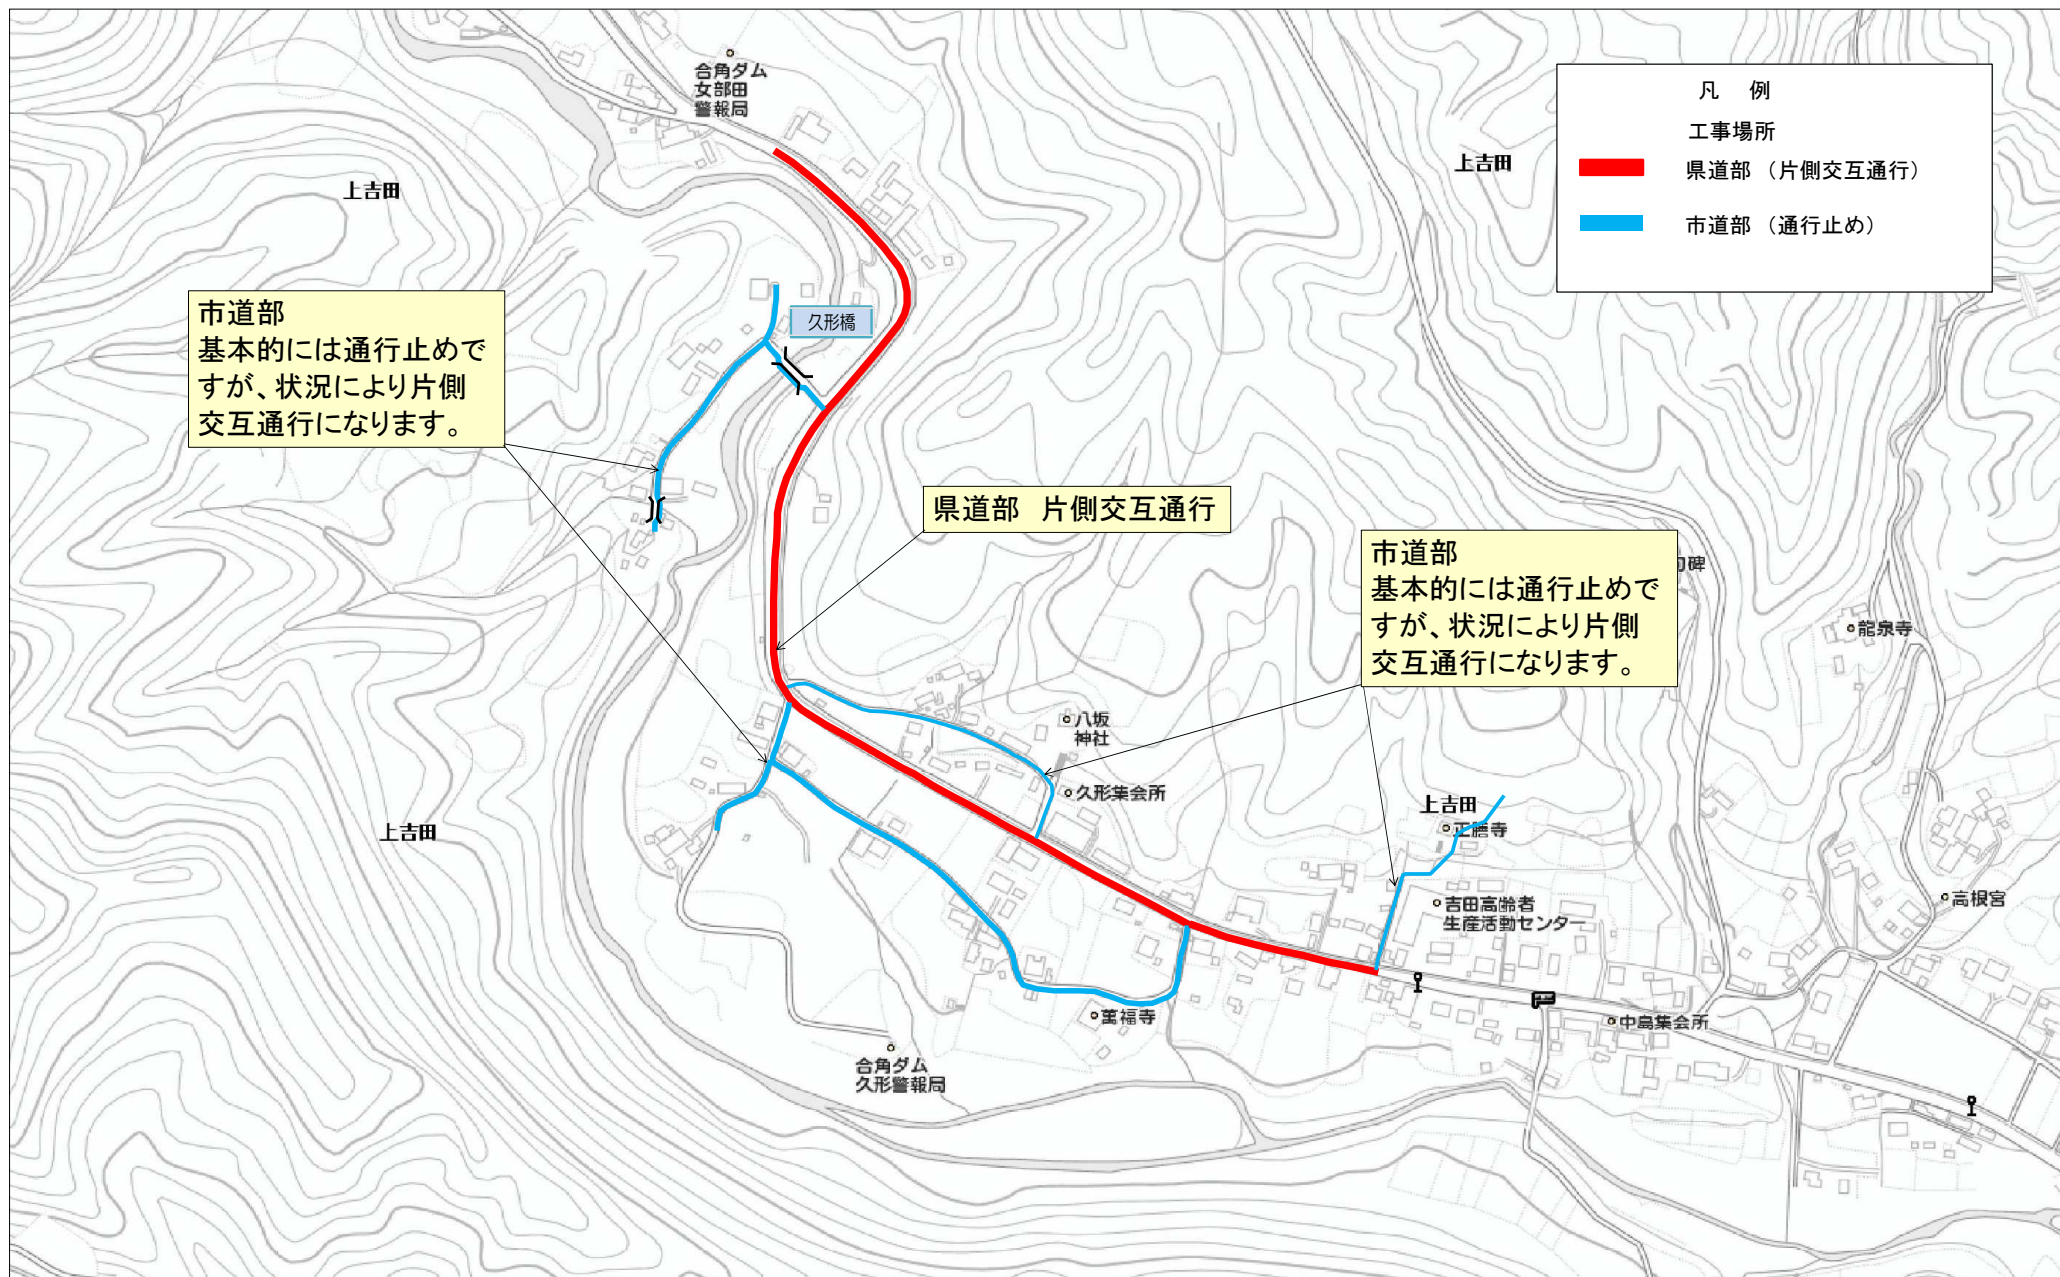 合角ダム
女部田
警報局
凡 例
工事場所
県道部 （片側交互通行）
市道部 （通行止め）
上吉田
上吉田
市道部
基本的には通行止めで
すが、状況により片側
交互通行になります。
久形橋
県道部 片側交互通行
市道部
基本的には通行止めで
すが、状況により片側
交互通行になります。
碑
龍泉寺
八坂
神社
久形集会所
上吉田
上吉田
正膳寺
吉田高齢者
生産活動センター
高根宮
萬福寺
中島集会所
合角ダム
久形警報局